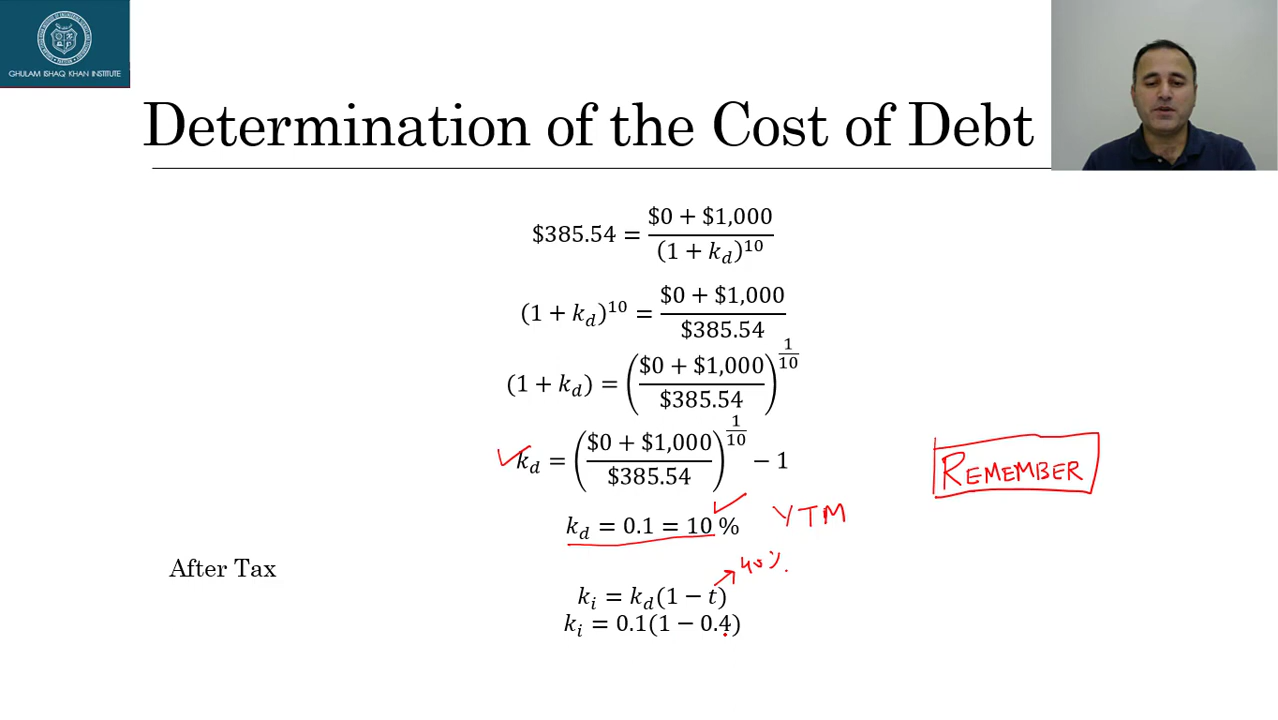 GHULAM ISHAQ KHAN INSTITUTE
Determination of the Cost of Debt
$385.54 = ($0 + $1,000) / (1 + k_d)^10
(1 + k_d)^10 = ($0 + $1,000) / $385.54
(1 + k_d) = (($0 + $1,000) / $385.54)^(1/10)
k_d = (($0 + $1,000) / $385.54)^(1/10) − 1
REMEMBER
k_d = 0.1 = 10 % YTM
After Tax
40%
k_i = k_d(1 − t)
k_i = 0.1(1 − 0.4)